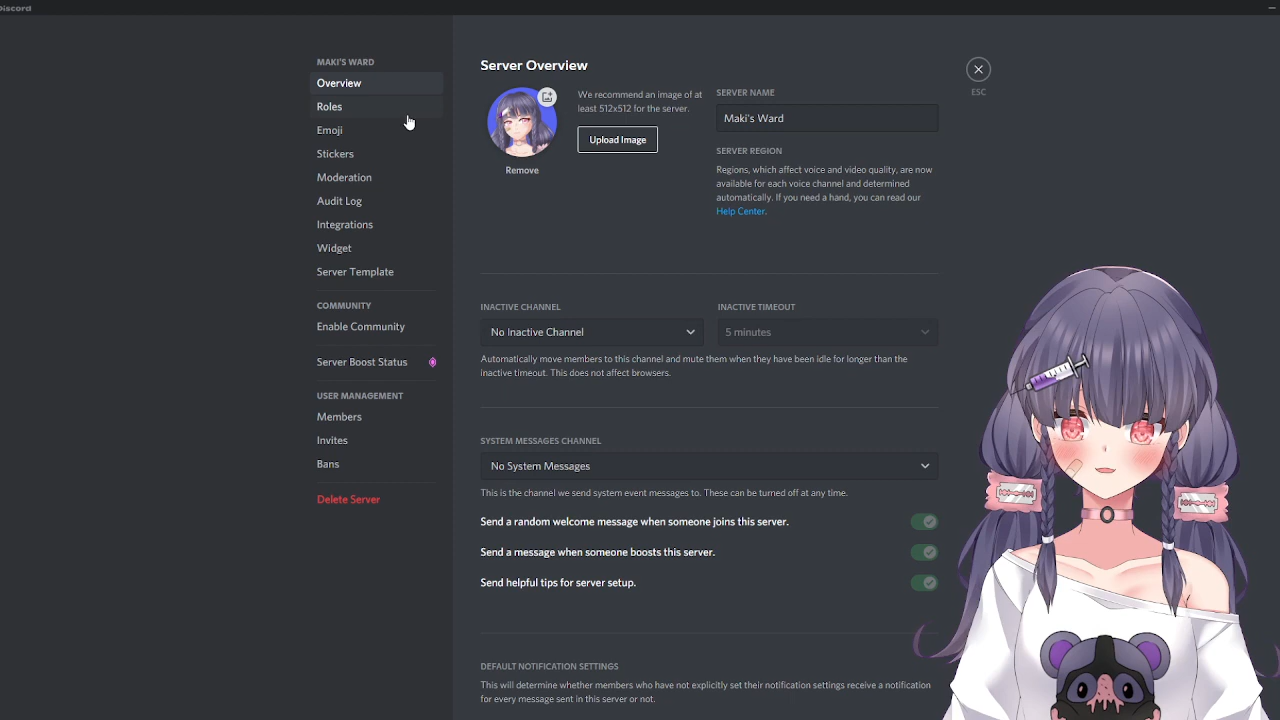 Discord
MAKI'S WARD
Overview
Roles
Emoji
Stickers
Moderation
Audit Log
Integrations
Widget
Server Template
COMMUNITY
Enable Community
Server Boost Status
USER MANAGEMENT
Members
Invites
Bans
Delete Server
Server Overview
We recommend an image of at
least 512x512 for the server.
Upload Image
Remove
SERVER NAME
Maki's Ward
SERVER REGION
Regions, which affect voice and video quality, are now
available for each voice channel and determined
automatically. If you need a hand, you can read our
Help Center.
ESC
INACTIVE CHANNEL
No Inactive Channel
INACTIVE TIMEOUT
5 minutes
Automatically move members to this channel and mute them when they have been idle for longer than the
inactive timeout. This does not affect browsers.
SYSTEM MESSAGES CHANNEL
No System Messages
This is the channel we send system event messages to. These can be turned off at any time.
Send a random welcome message when someone joins this server.
Send a message when someone boosts this server.
Send helpful tips for server setup.
DEFAULT NOTIFICATION SETTINGS
This will determine whether members who have not explicitly set their notification settings receive a notification
for every message sent in this server or not.